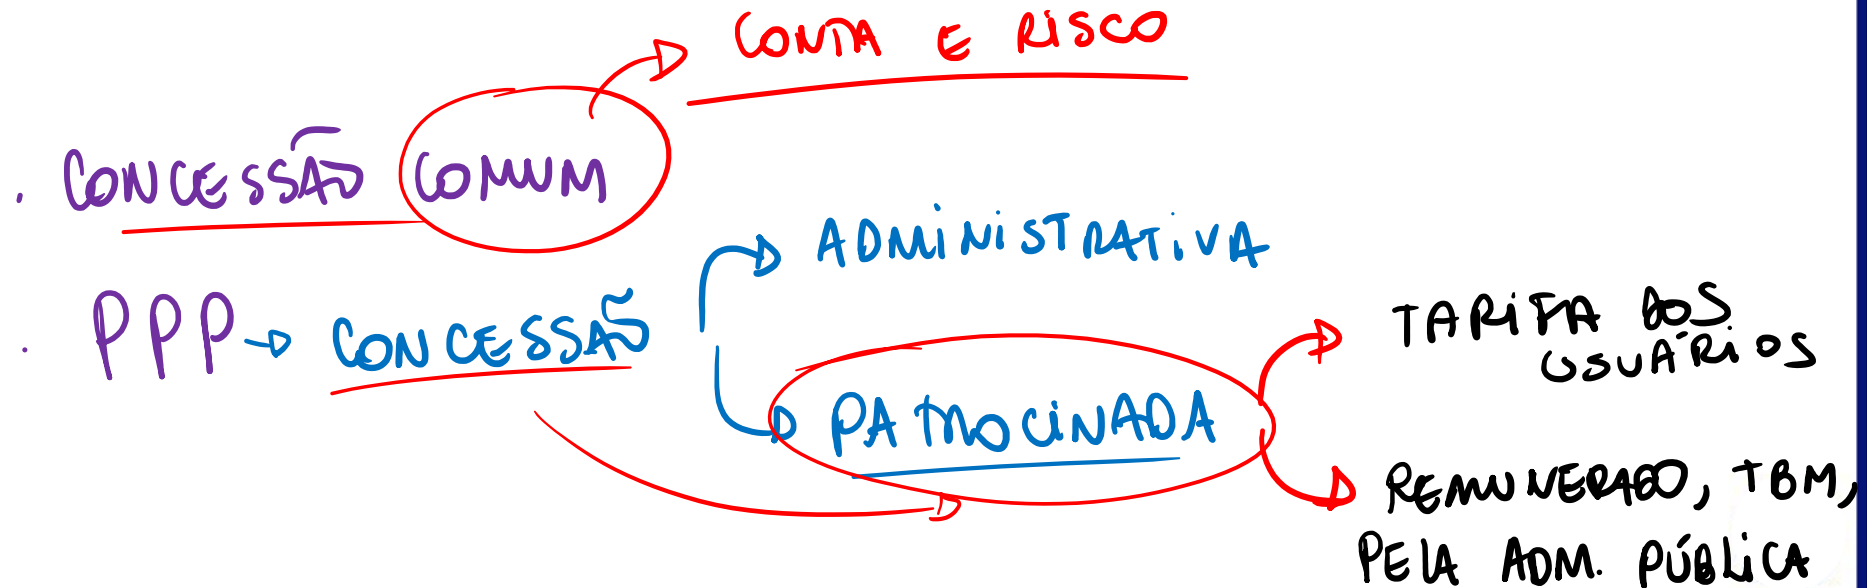 CONTA E RISCO
. CONCESSÃO COMUM
ADMINISTRATIVA
. PPP → CONCESSÃO
TARIFA DOS
USUÁRIOS
PATROCINADA
REMUNERADO, TBM,
PELA ADM. PÚBLICA